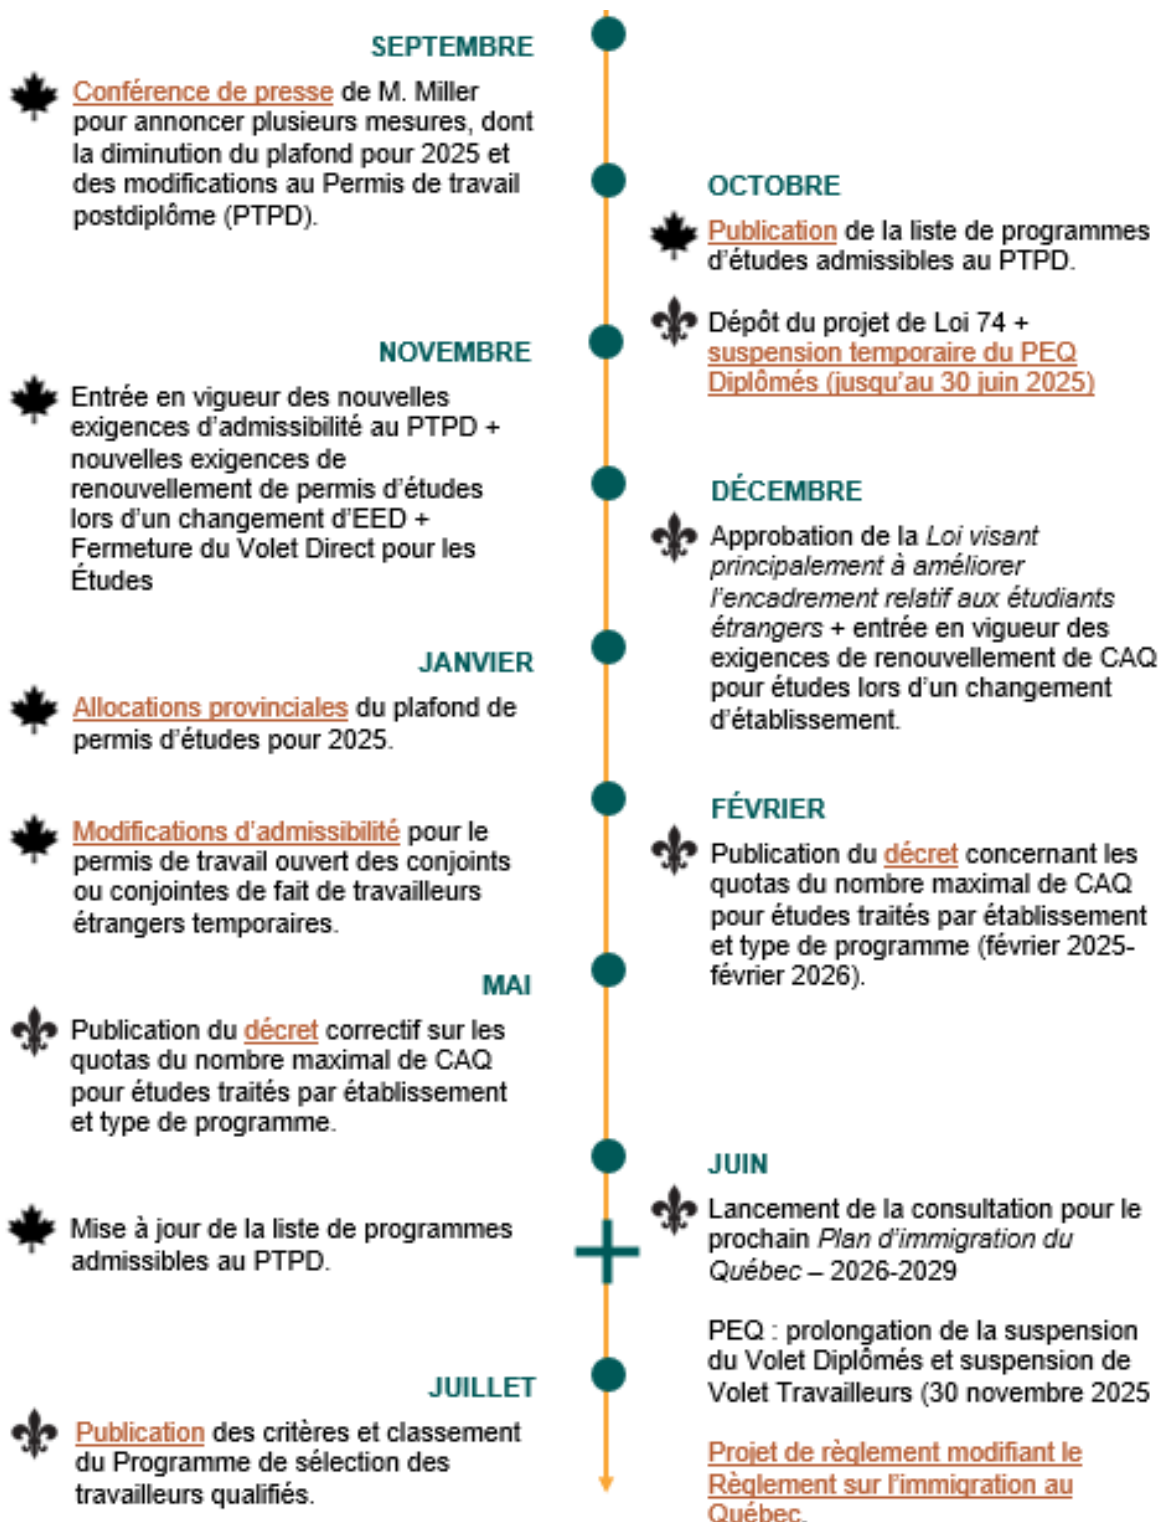 SEPTEMBRE
Conférence de presse de M. Miller
pour annoncer plusieurs mesures, dont
la diminution du plafond pour 2025 et
des modifications au Permis de travail
postdiplôme (PTPD).
OCTOBRE
Publication de la liste de programmes
d'études admissibles au PTPD.
Dépôt du projet de Loi 74 +
suspension temporaire du PEQ
Diplômés (jusqu'au 30 juin 2025)
NOVEMBRE
Entrée en vigueur des nouvelles
exigences d'admissibilité au PTPD +
nouvelles exigences de
renouvellement de permis d'études
lors d'un changement d'EED +
Fermeture du Volet Direct pour les
Études
DÉCEMBRE
Approbation de la Loi visant
principalement à améliorer
l'encadrement relatif aux étudiants
étrangers + entrée en vigueur des
exigences de renouvellement de CAQ
pour études lors d'un changement
d'établissement.
JANVIER
Allocations provinciales du plafond de
permis d'études pour 2025.
Modifications d'admissibilité pour le
permis de travail ouvert des conjoints
ou conjointes de fait de travailleurs
étrangers temporaires.
FÉVRIER
Publication du décret concernant les
quotas du nombre maximal de CAQ
pour études traités par établissement
et type de programme (février 2025-
février 2026).
MAI
Publication du décret correctif sur les
quotas du nombre maximal de CAQ
pour études traités par établissement
et type de programme.
Mise à jour de la liste de programmes
admissibles au PTPD.
JUIN
Lancement de la consultation pour le
prochain Plan d'immigration du
Québec – 2026-2029
PEQ : prolongation de la suspension
du Volet Diplômés et suspension de
Volet Travailleurs (30 novembre 2025
Projet de règlement modifiant le
Règlement sur l'immigration au
Québec.
JUILLET
Publication des critères et classement
du Programme de sélection des
travailleurs qualifiés.